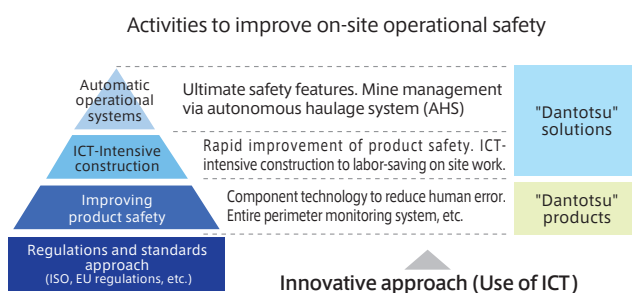 Activities to improve on-site operational safety
Automatic
operational
systems
Ultimate safety features. Mine management
via autonomous haulage system (AHS)
"Dantotsu"
solutions
ICT-Intensive
construction
Rapid improvement of product safety. ICT-
intensive construction to labor-saving on site work.
Improving
product safety
Component technology to reduce human error.
Entire perimeter monitoring system, etc.
"Dantotsu"
products
Regulations and standards
approach
(ISO, EU regulations, etc.)
Innovative approach (Use of ICT)